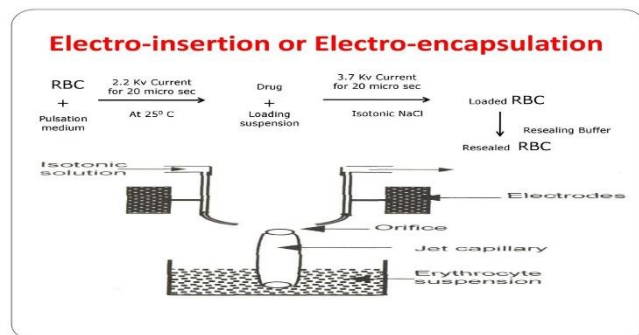 Electro-insertion or Electro-encapsulation
RBC
+
Pulsation
medium
2.2 Kv Current
for 20 micro sec
At 25⁰ C
Drug
+
Loading
suspension
3.7 Kv Current
for 20 micro sec
Isotonic NaCl
Loaded RBC
Resealing Buffer
Resealed RBC
Isotonic
solution
Electrodes
Orifice
Jet capillary
Erythrocyte
suspension